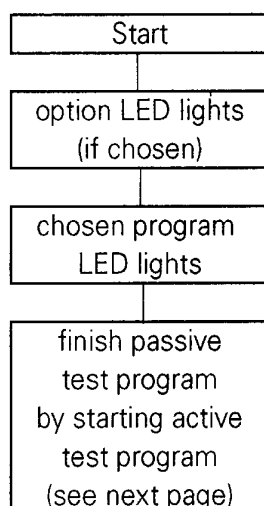 Start
option LED lights
(if chosen)
chosen program
LED lights
finish passive
test program
by starting active
test program
(see next page)